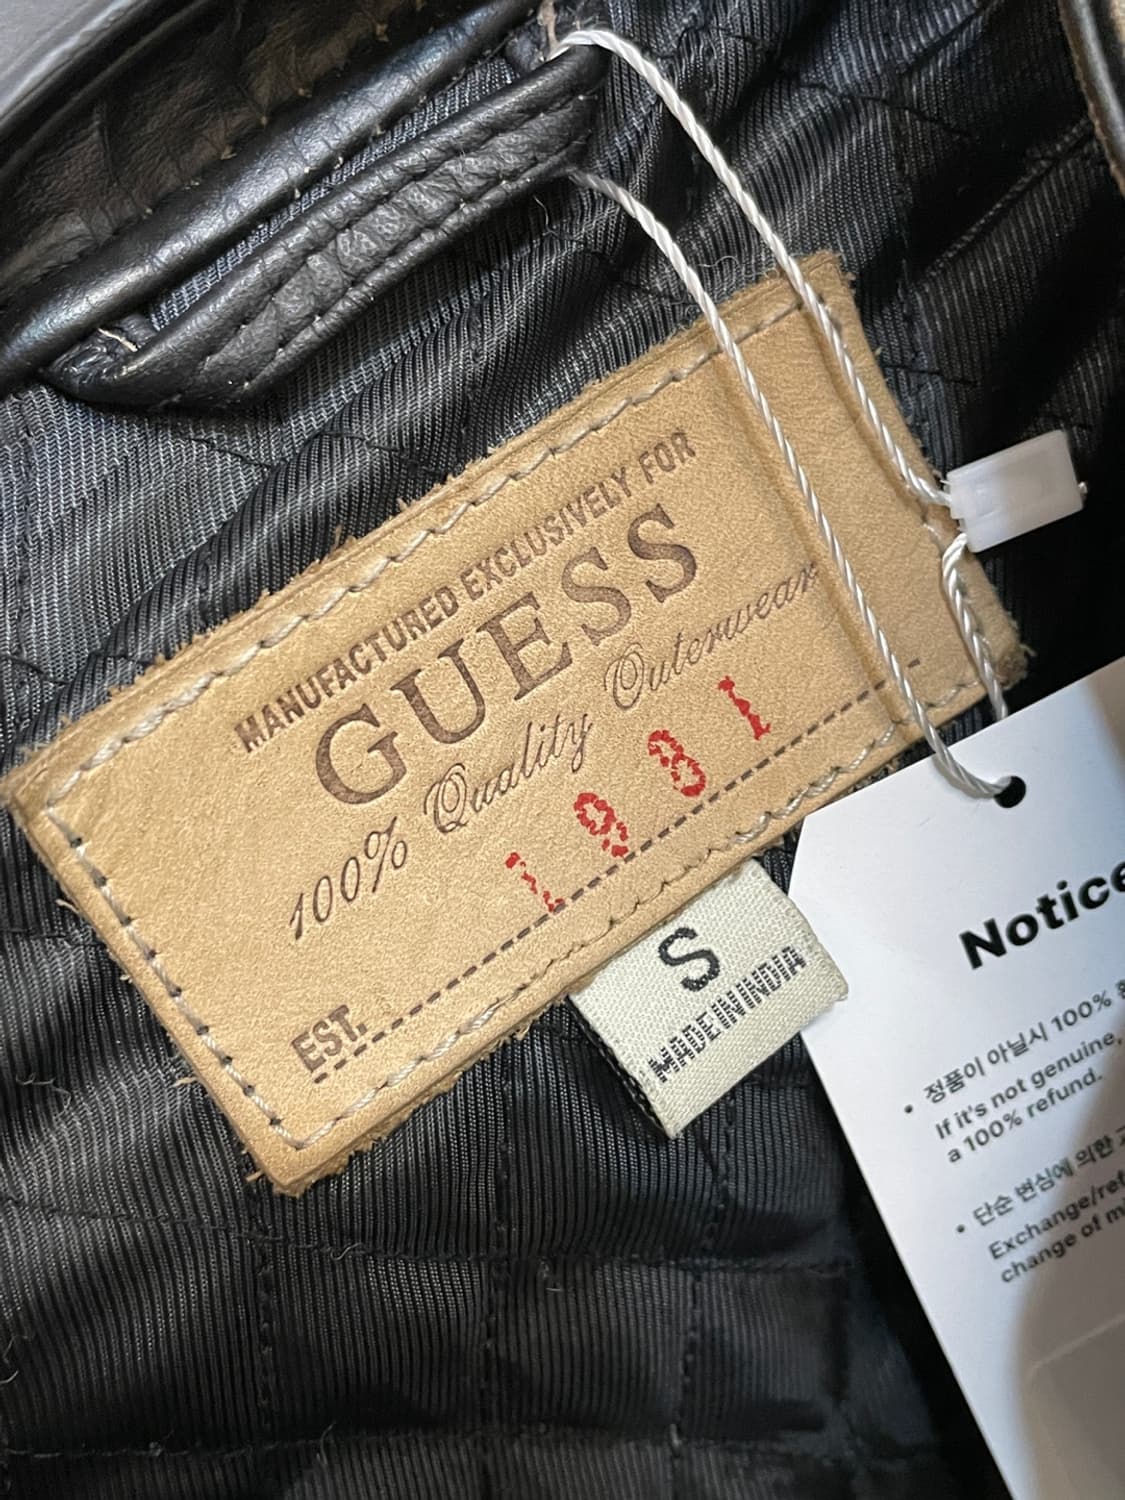 MANUFACTURED EXCLUSIVELY FOR
GUESS
100% Quality Outerwear
EST. 1981
S
MADE IN INDIA
Notice
• 정품이 아닐시 100%
If it's not genuine,
a 100% refund.
• 단순 변심에 의한
Exchange/ref
change of m